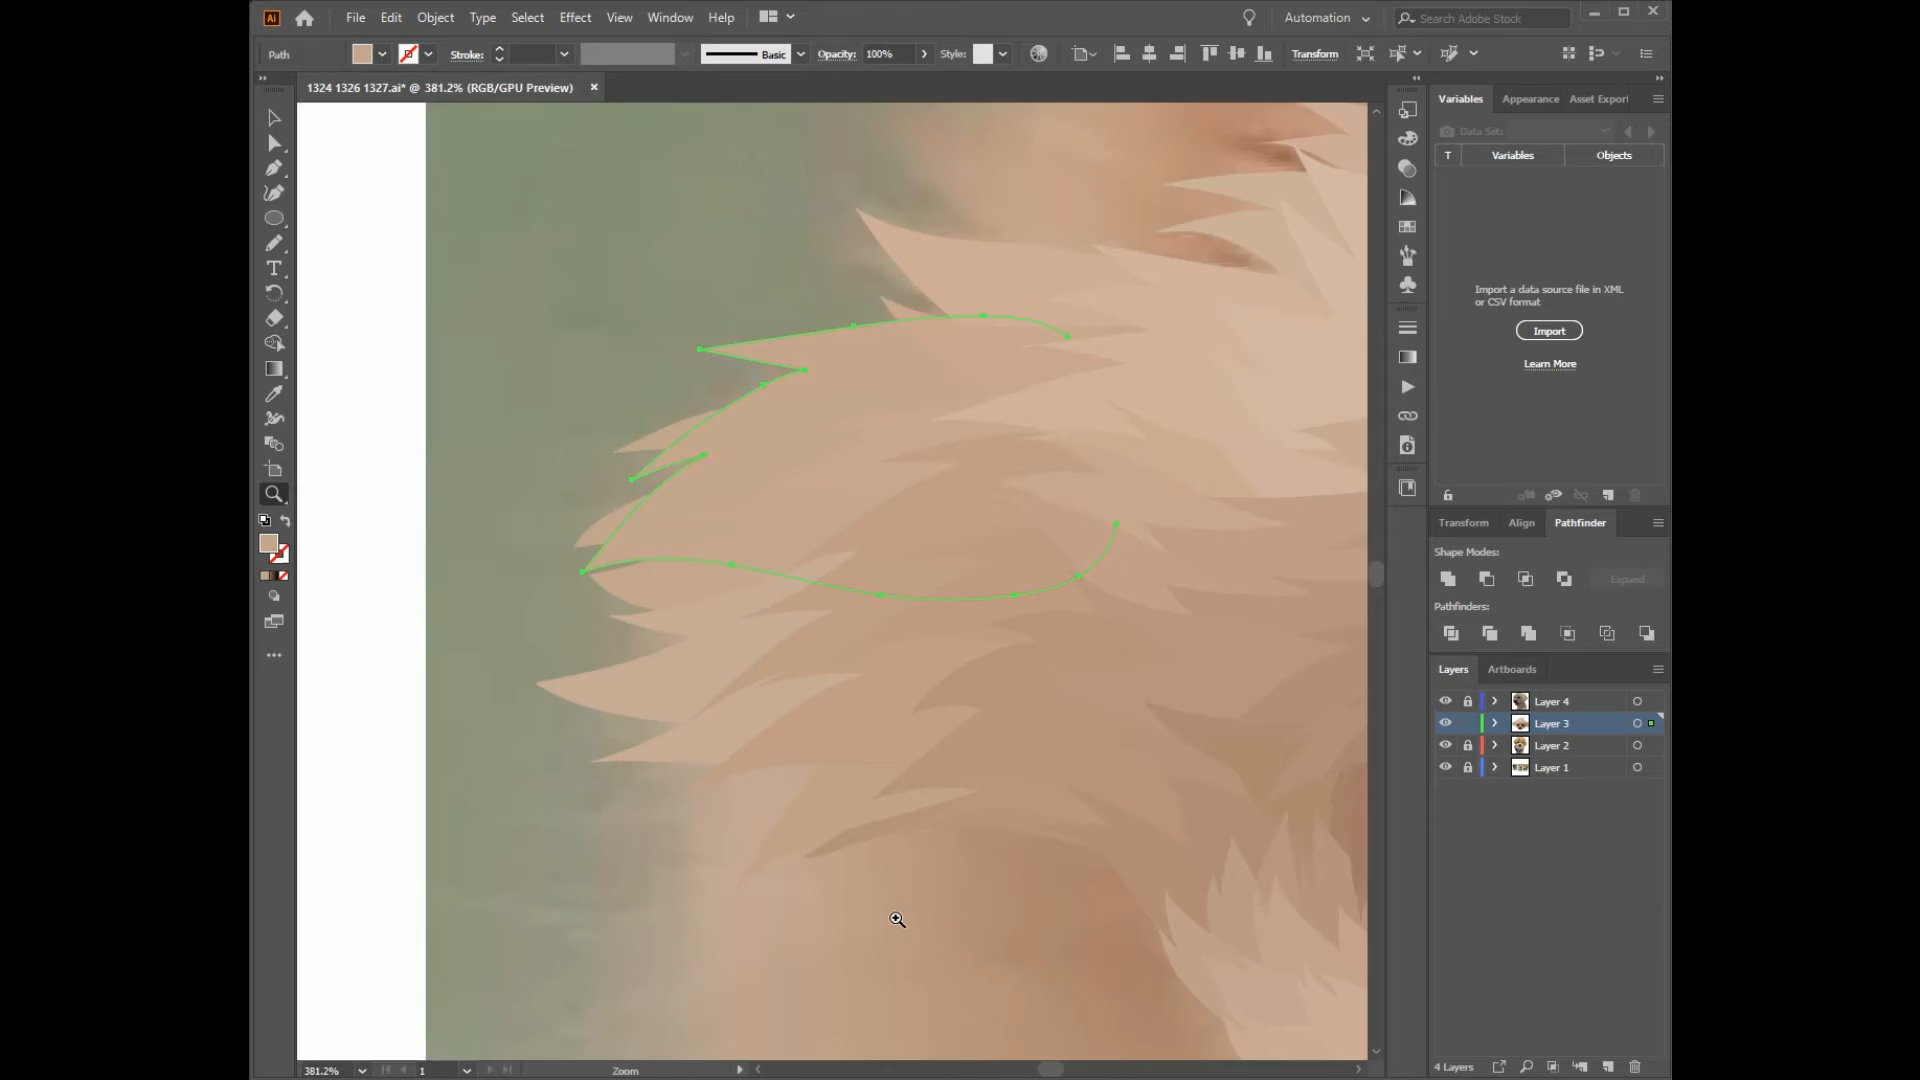 Ai File Edit Object Type Select Effect View Window Help Automation Search Adobe Stock
Path Stroke: Basic Opacity: 100% Style: Transform
1324 1326 1327.ai* @ 381.2% (RGB/GPU Preview)
Variables Appearance Asset Export
Data Set:
T Variables Objects
Import a data source file in XML
or CSV format
Import
Learn More
Transform Align Pathfinder
Shape Modes:
Expand
Pathfinders:
Layers Artboards
Layer 4
Layer 3
Layer 2
Layer 1
4 Layers
381.2% 1 Zoom